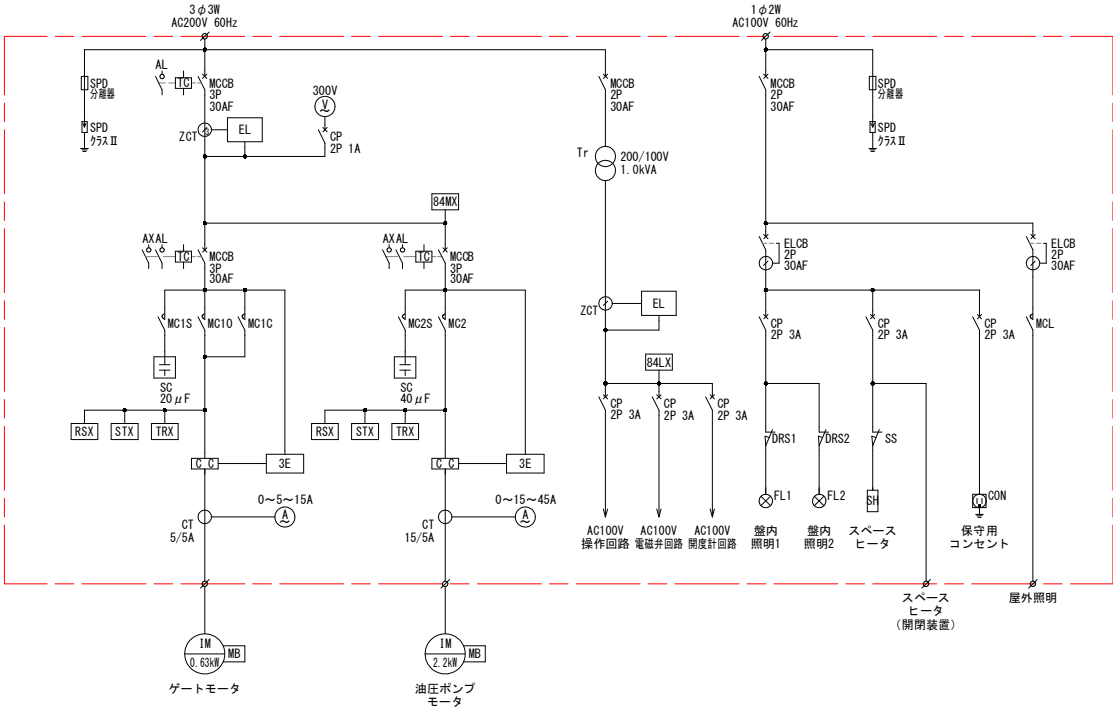 3φ3W
AC200V 60Hz
1φ2W
AC100V 60Hz
SPD
分離器
SPD
クラスⅡ
AL
TC
MCCB
3P
30AF
ZCT
EL
300V
V
CP
2P 1A
MCCB
2P
30AF
Tr
200/100V
1.0kVA
MCCB
2P
30AF
SPD
分離器
SPD
クラスⅡ
84MX
AXAL
TC
MCCB
3P
30AF
AXAL
TC
MCCB
3P
30AF
ELCB
2P
30AF
ELCB
2P
30AF
MC1S
MC1O
MC1C
MC2S
MC2
ZCT
EL
CP
2P 3A
CP
2P 3A
CP
2P 3A
MCL
SC
20μF
SC
40μF
84LX
CP
2P 3A
CP
2P 3A
CP
2P 3A
RSX
STX
TRX
RSX
STX
TRX
DRS1
DRS2
SS
C C
3E
C C
3E
FL1
FL2
SH
CON
CT
5/5A
0～5～15A
A
CT
15/5A
0～15～45A
A
AC100V
操作回路
AC100V
電磁弁回路
AC100V
開度計回路
盤内
照明1
盤内
照明2
スペース
ヒータ
保守用
コンセント
スペース
ヒータ
(開閉装置)
屋外照明
IM
0.63kW
MB
ゲートモータ
IM
2.2kW
MB
油圧ポンプ
モータ